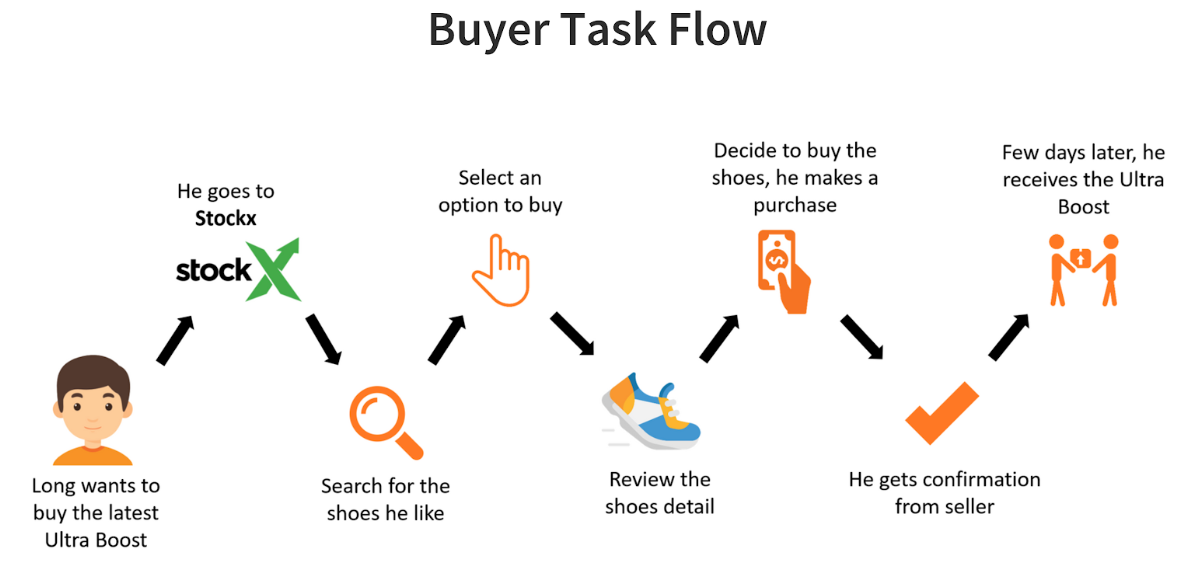 Buyer Task Flow
Long wants to
buy the latest
Ultra Boost
He goes to
Stockx
stockX
Search for the
shoes he like
Select an
option to buy
Review the
shoes detail
Decide to buy the
shoes, he makes a
purchase
$
He gets confirmation
from seller
Few days later, he
receives the Ultra
Boost